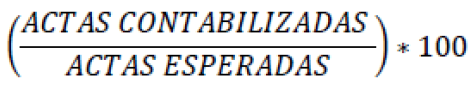 (ACTAS CONTABILIZADAS
ACTAS ESPERADAS) * 100